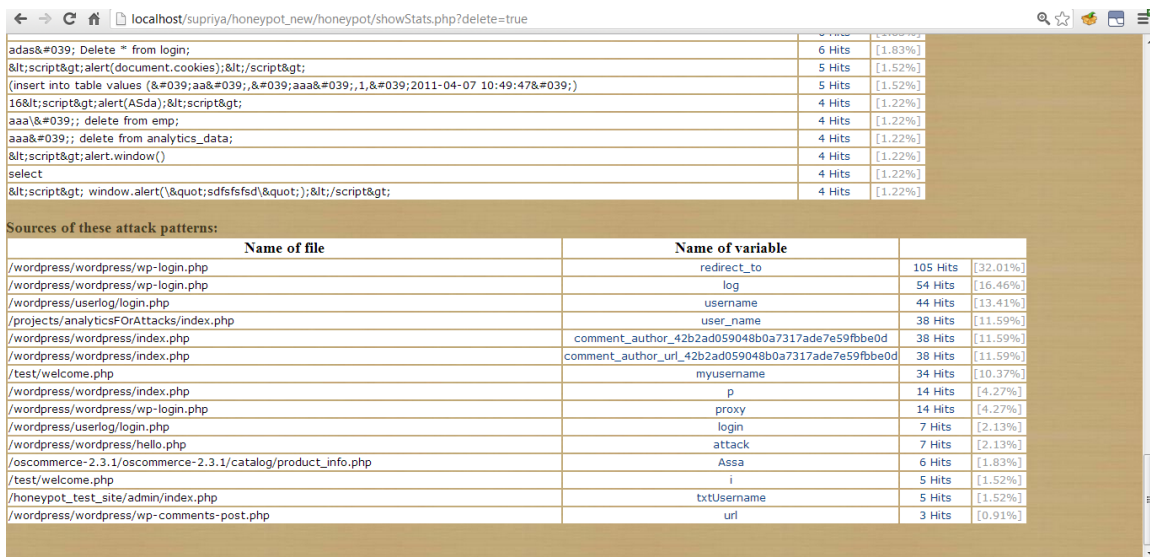 localhost/supriya/honeypot_new/honeypot/showStats.php?delete=true
adas&#039; Delete * from login; 6 Hits [1.83%]
&lt;script&gt;alert(document.cookies);&lt;/script&gt; 5 Hits [1.52%]
(insert into table values (&#039;aa&#039;,&#039;aaa&#039;,1,&#039;2011-04-07 10:49:47&#039;) 5 Hits [1.52%]
16&lt;script&gt;alert(ASda);&lt;script&gt; 4 Hits [1.22%]
aaa\&#039;; delete from emp; 4 Hits [1.22%]
aaa&#039;; delete from analytics_data; 4 Hits [1.22%]
&lt;script&gt;alert.window() 4 Hits [1.22%]
select 4 Hits [1.22%]
&lt;script&gt; window.alert(\&quot;sdfsfsfsd\&quot;);&lt;/script&gt; 4 Hits [1.22%]
Sources of these attack patterns:
Name of file Name of variable
/wordpress/wordpress/wp-login.php redirect_to 105 Hits [32.01%]
/wordpress/wordpress/wp-login.php log 54 Hits [16.46%]
/wordpress/userlog/login.php username 44 Hits [13.41%]
/projects/analyticsFOrAttacks/index.php user_name 38 Hits [11.59%]
/wordpress/wordpress/index.php comment_author_42b2ad059048b0a7317ade7e59fbbe0d 38 Hits [11.59%]
/wordpress/wordpress/index.php comment_author_url_42b2ad059048b0a7317ade7e59fbbe0d 38 Hits [11.59%]
/test/welcome.php myusername 34 Hits [10.37%]
/wordpress/wordpress/index.php p 14 Hits [4.27%]
/wordpress/wordpress/wp-login.php proxy 14 Hits [4.27%]
/wordpress/userlog/login.php login 7 Hits [2.13%]
/wordpress/wordpress/hello.php attack 7 Hits [2.13%]
/oscommerce-2.3.1/oscommerce-2.3.1/catalog/product_info.php Assa 6 Hits [1.83%]
/test/welcome.php i 5 Hits [1.52%]
/honeypot_test_site/admin/index.php txtUsername 5 Hits [1.52%]
/wordpress/wordpress/wp-comments-post.php url 3 Hits [0.91%]